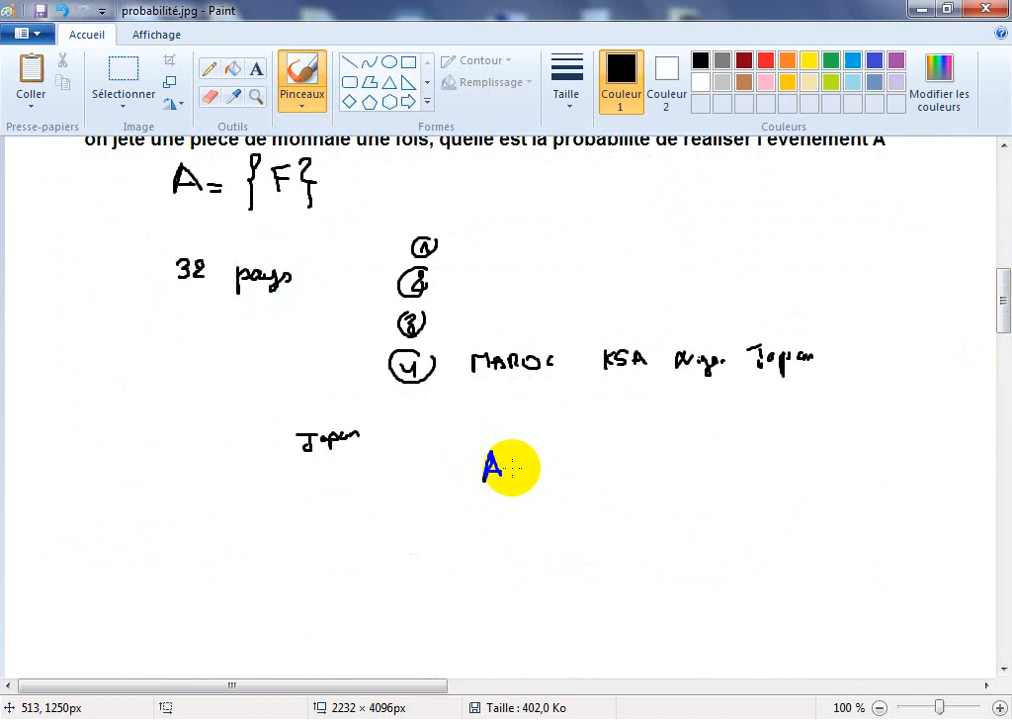 probabilité.jpg - Paint
Accueil Affichage
Coller
Sélectionner
Pinceaux
Contour
Remplissage
Taille
Couleur 1
Couleur 2
Modifier les couleurs
Presse-papiers Image Outils Formes Couleurs
on jete une piece de monnaie une fois, quelle est la probabilité de realiser l'evenement A
A= {F}
32 pays
1
2
3
4 MAROC KSA Japan
Japan
A
513, 1250px 2232 × 4096px Taille : 402,0 Ko 100 %